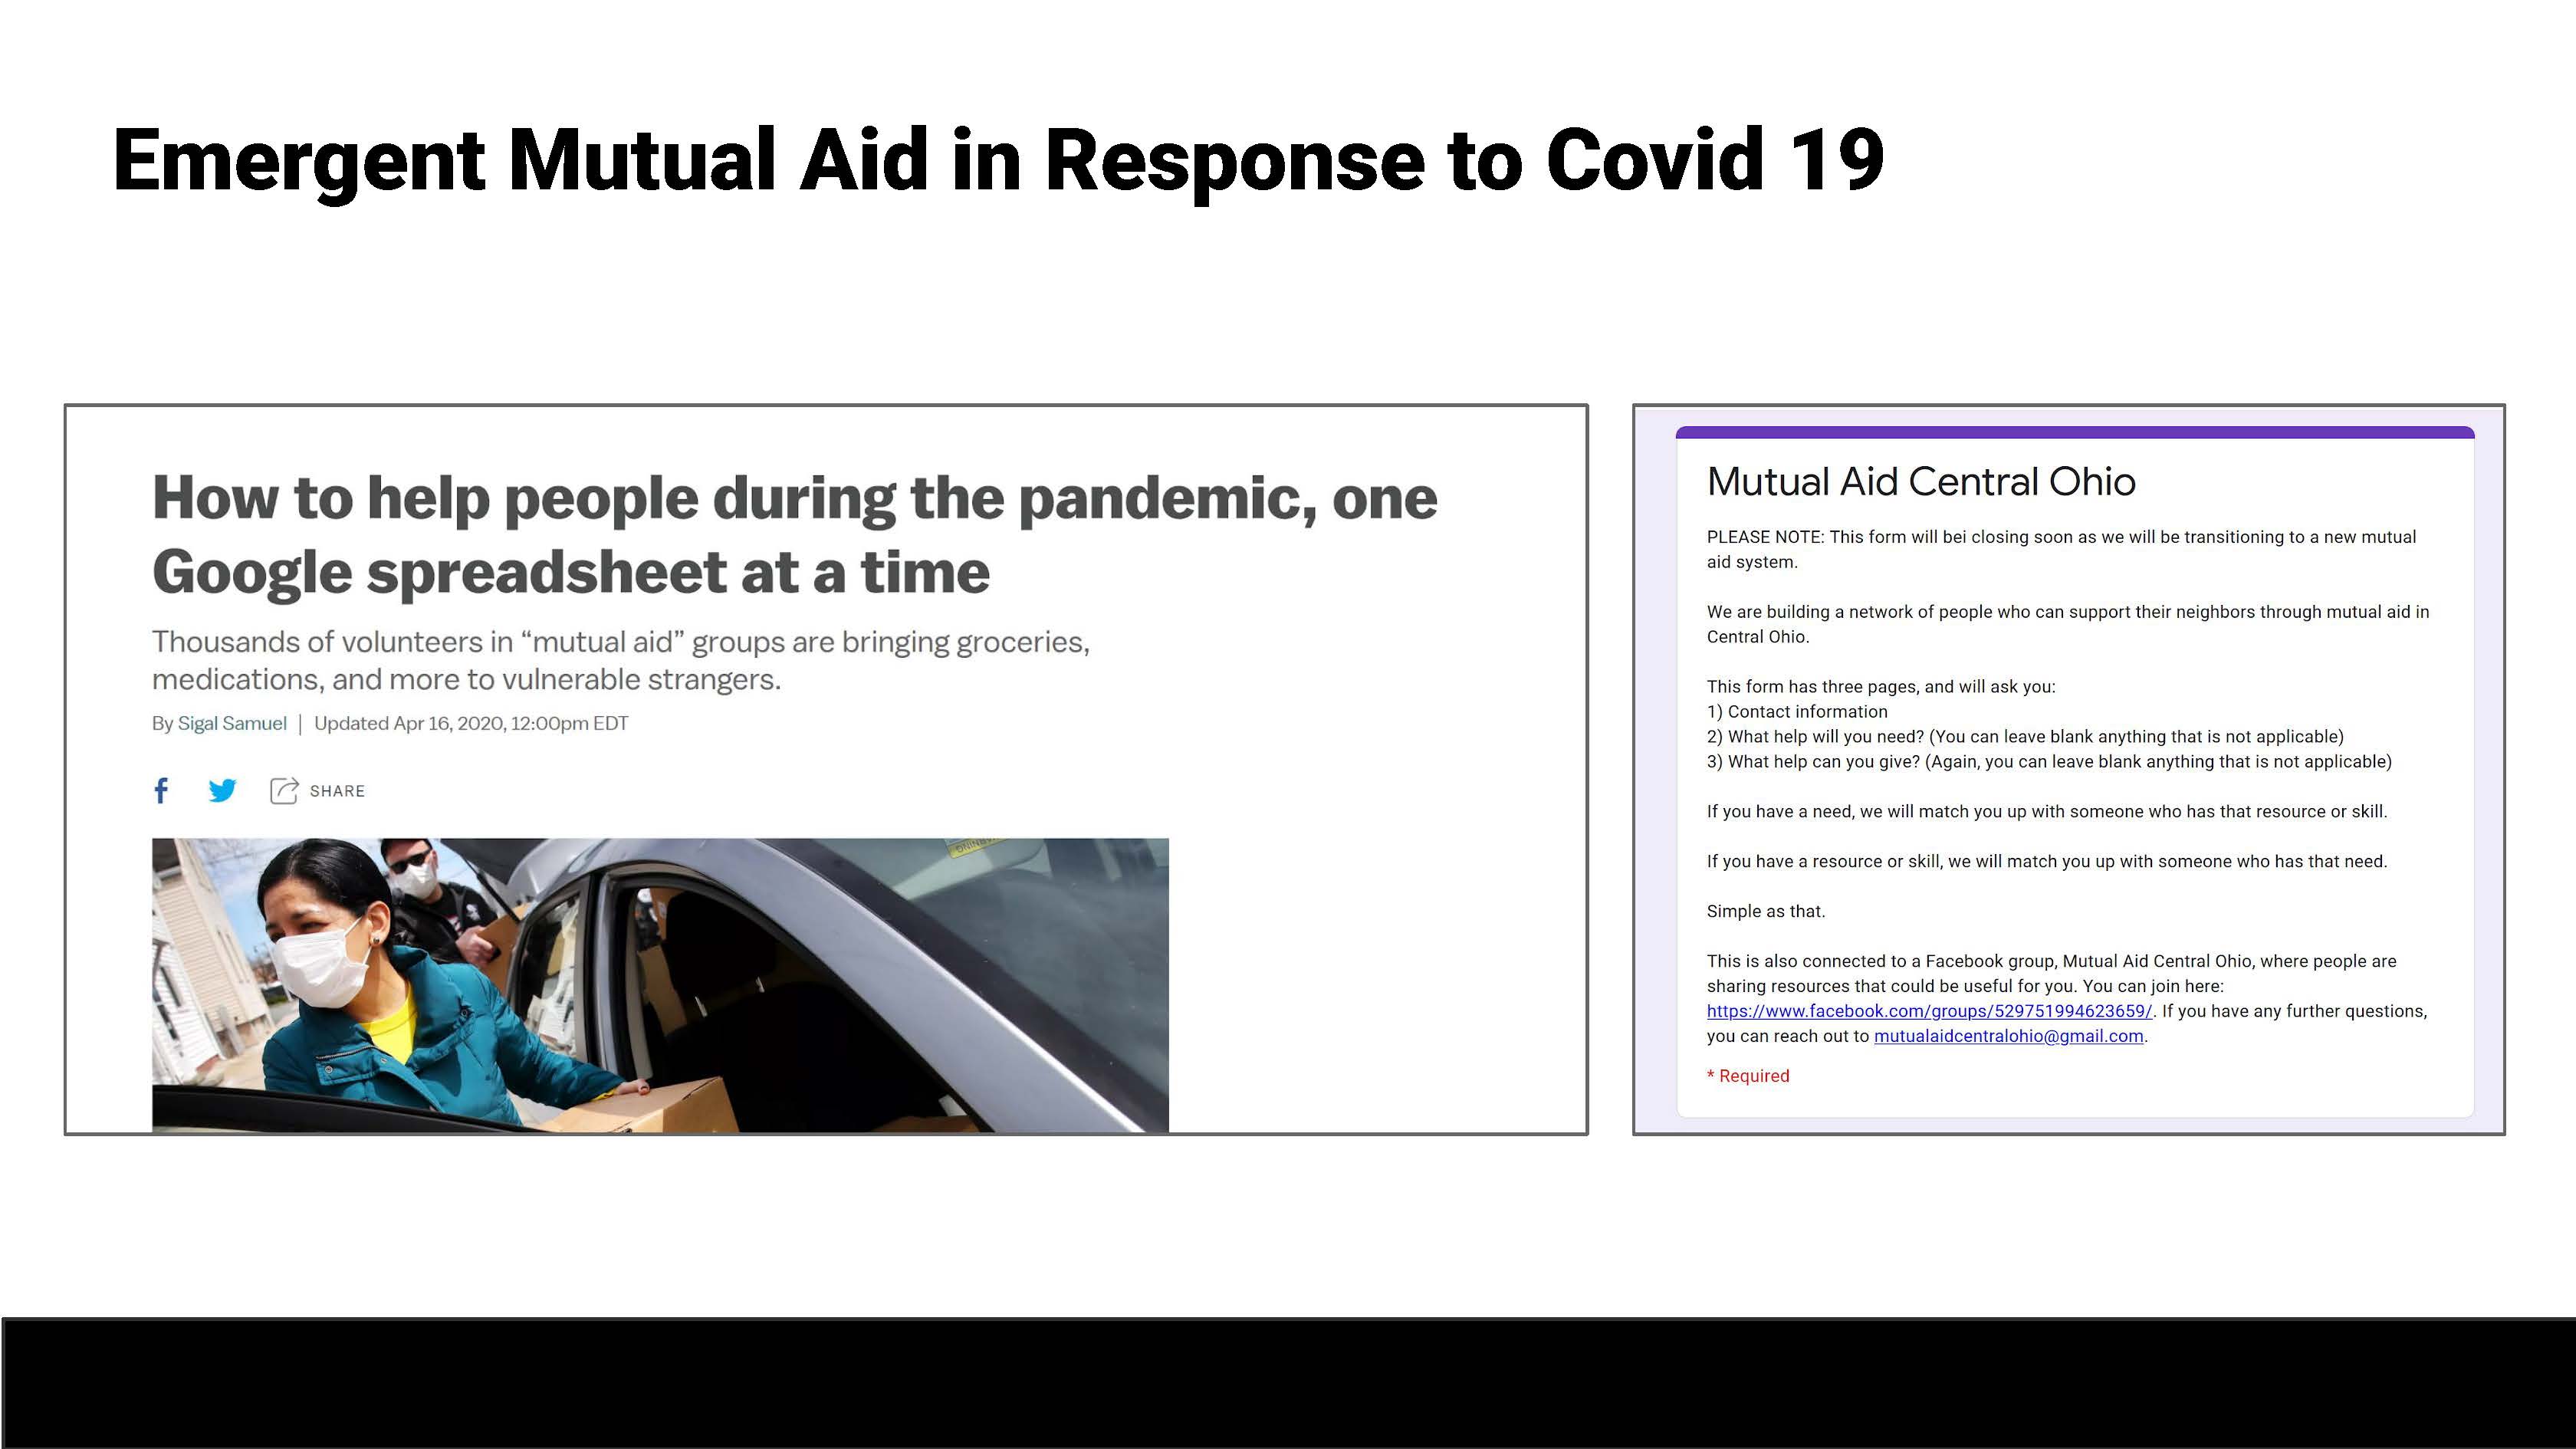 Emergent Mutual Aid in Response to Covid 19
How to help people during the pandemic, one
Google spreadsheet at a time
Thousands of volunteers in “mutual aid” groups are bringing groceries,
medications, and more to vulnerable strangers.
By Sigal Samuel | Updated Apr 16, 2020, 12:00pm EDT
f
SHARE
Mutual Aid Central Ohio
PLEASE NOTE: This form will bei closing soon as we will be transitioning to a new mutual
aid system.
We are building a network of people who can support their neighbors through mutual aid in
Central Ohio.
This form has three pages, and will ask you:
1) Contact information
2) What help will you need? (You can leave blank anything that is not applicable)
3) What help can you give? (Again, you can leave blank anything that is not applicable)
If you have a need, we will match you up with someone who has that resource or skill.
If you have a resource or skill, we will match you up with someone who has that need.
Simple as that.
This is also connected to a Facebook group, Mutual Aid Central Ohio, where people are
sharing resources that could be useful for you. You can join here:
https://www.facebook.com/groups/529751994623659/. If you have any further questions,
you can reach out to mutualaidcentralohio@gmail.com.
* Required